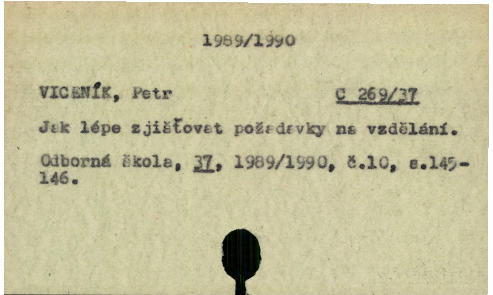 1989/1990
VICENÍK, Petr C 269/37
Jak lépe zjišťovat požadavky na vzdělání.
Odborná škola, 37, 1989/1990, č.10, s.145-
146.